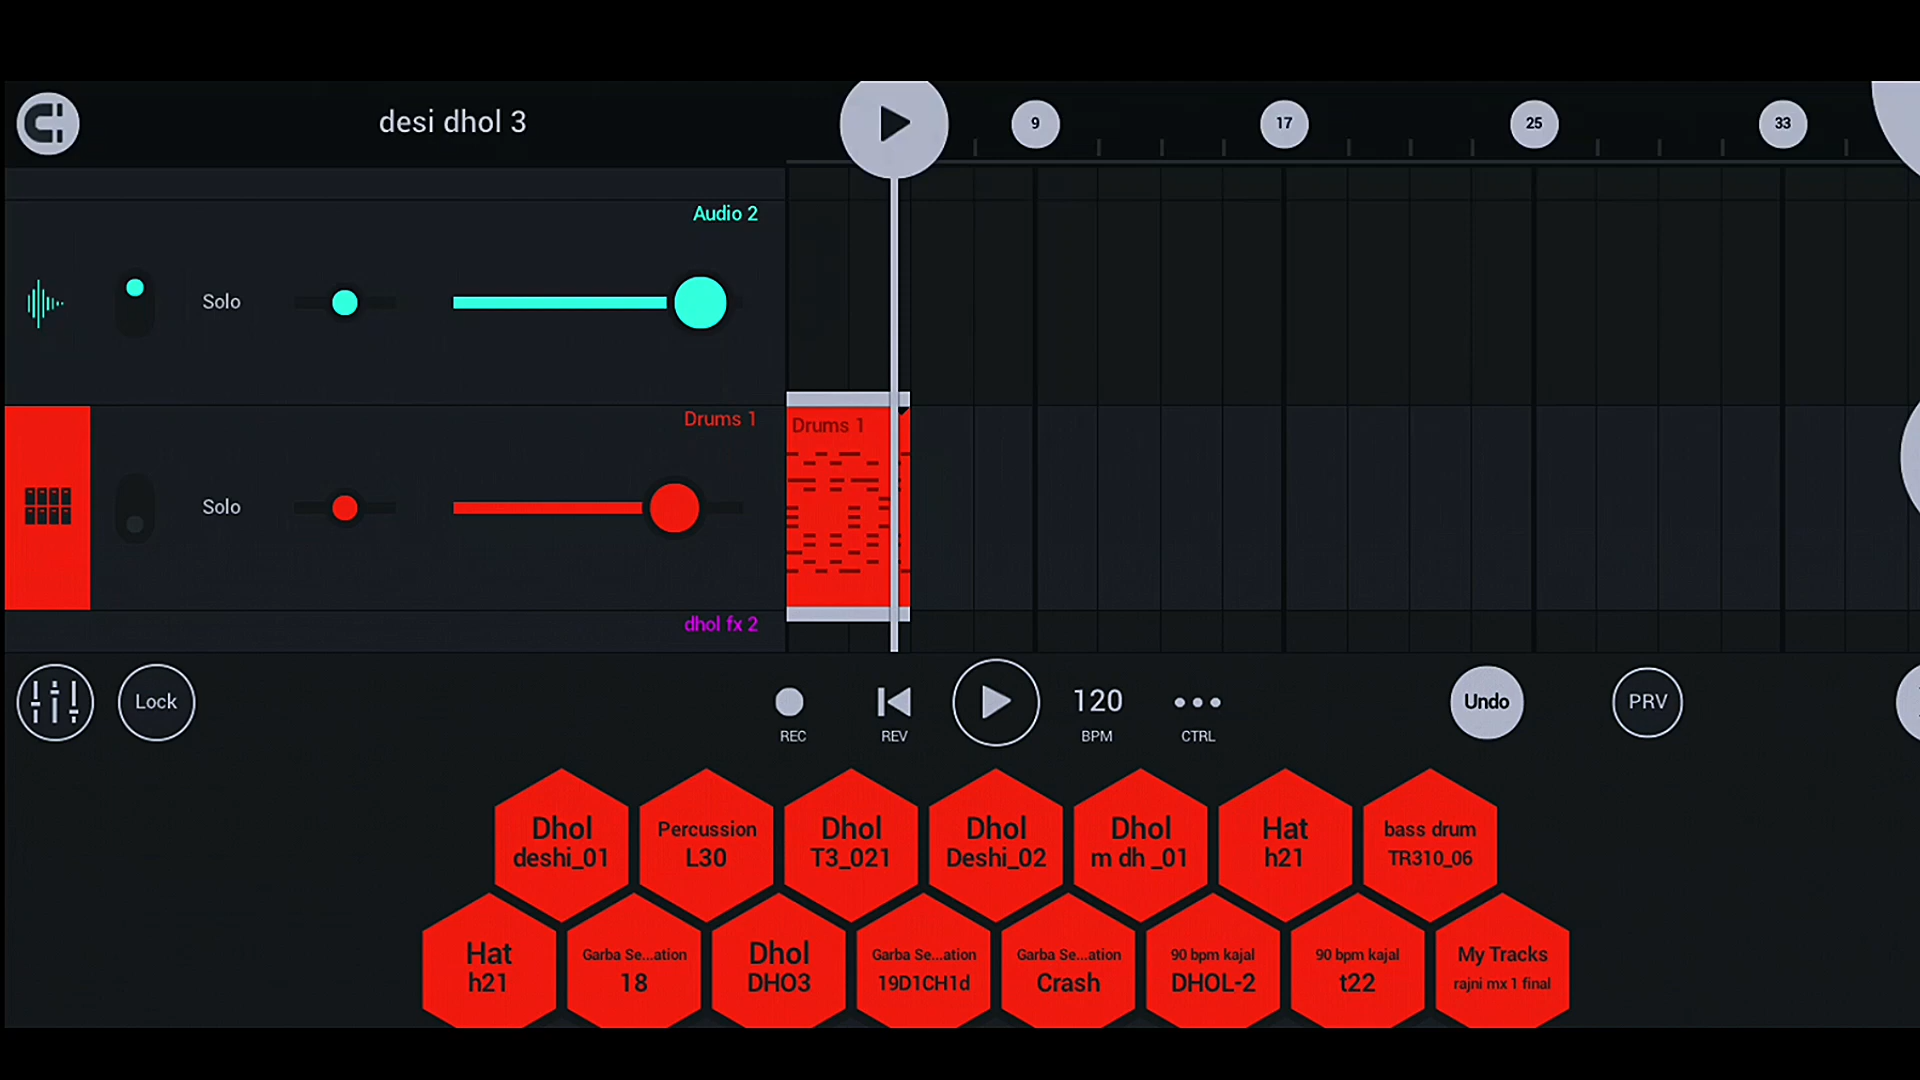 desi dhol 3
9
17
25
33
Audio 2
Solo
Drums 1
Drums 1
Solo
dhol fx 2
Lock
REC
REV
120
BPM
CTRL
Undo
PRV
Dhol
deshi_01
Percussion
L30
Dhol
T3_021
Dhol
Deshi_02
Dhol
m dh _01
Hat
h21
bass drum
TR310_06
Hat
h21
Garba Se...ation
18
Dhol
DHO3
Garba Se...ation
19D1CH1d
Garba Se...ation
Crash
90 bpm kajal
DHOL-2
90 bpm kajal
t22
My Tracks
rajni mx 1 final